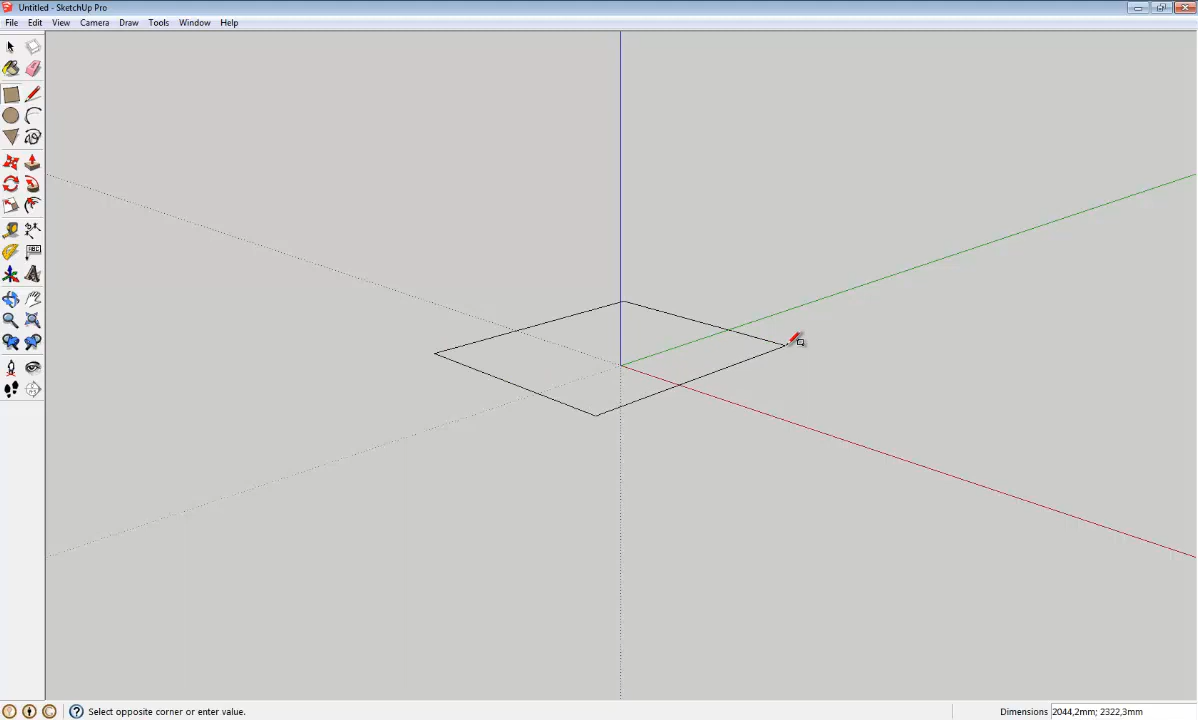 Untitled - SketchUp Pro
File Edit View Camera Draw Tools Window Help
ABC
Select opposite corner or enter value.
Dimensions 2044,2mm; 2322,3mm